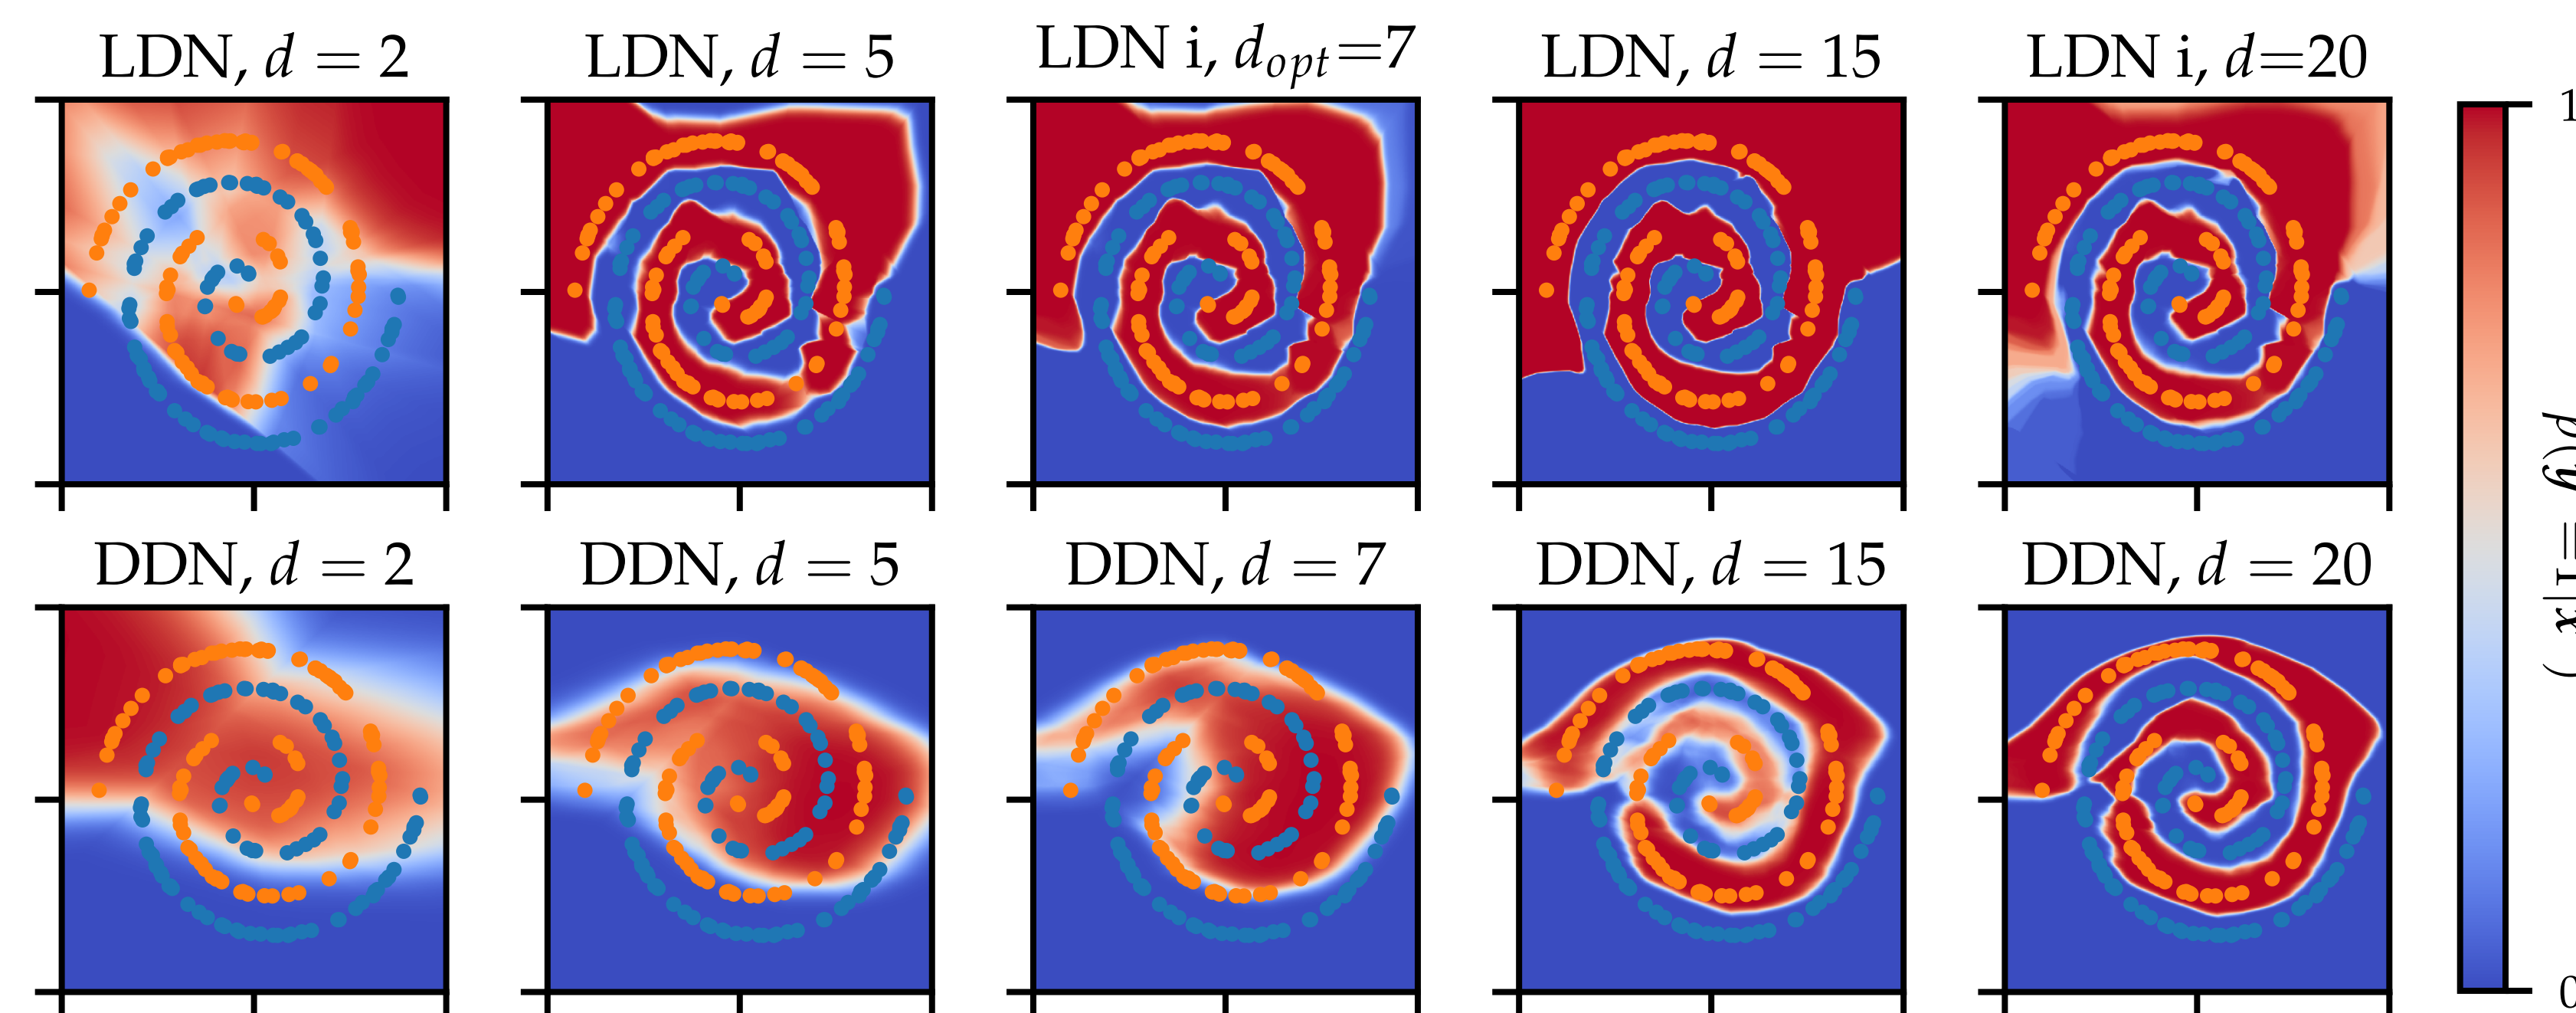 LDN, d = 2
LDN, d = 5
LDN i, d_opt=7
LDN, d = 15
LDN i, d=20
DDN, d = 2
DDN, d = 5
DDN, d = 7
DDN, d = 15
DDN, d = 20
1
0